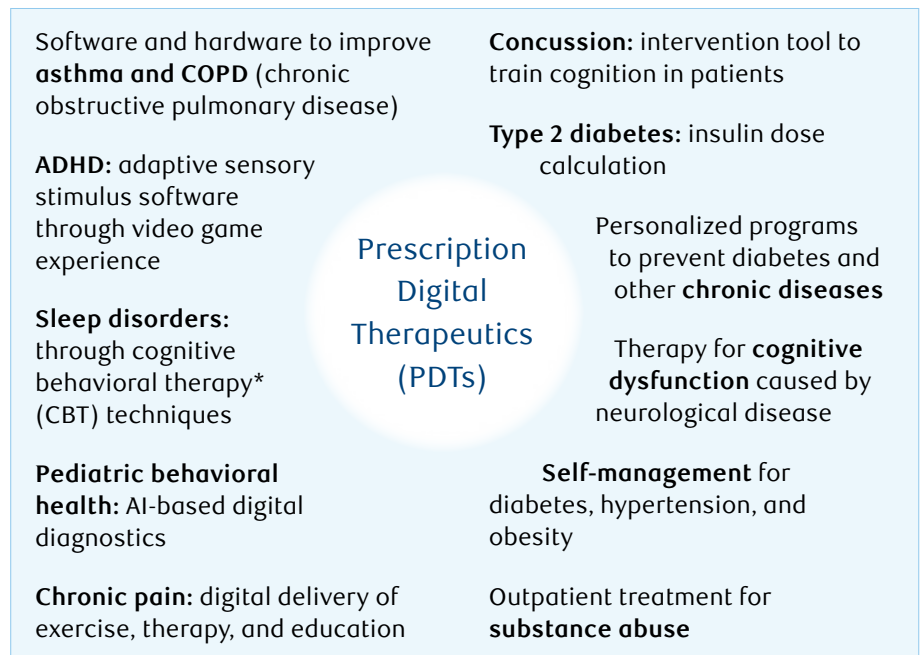 Software and hardware to improve
asthma and COPD (chronic
obstructive pulmonary disease)
ADHD: adaptive sensory
stimulus software
through video game
experience
Sleep disorders:
through cognitive
behavioral therapy*
(CBT) techniques
Pediatric behavioral
health: AI-based digital
diagnostics
Chronic pain: digital delivery of
exercise, therapy, and education
Prescription
Digital
Therapeutics
(PDTs)
Concussion: intervention tool to
train cognition in patients
Type 2 diabetes: insulin dose
calculation
Personalized programs
to prevent diabetes and
other chronic diseases
Therapy for cognitive
dysfunction caused by
neurological disease
Self-management for
diabetes, hypertension, and
obesity
Outpatient treatment for
substance abuse